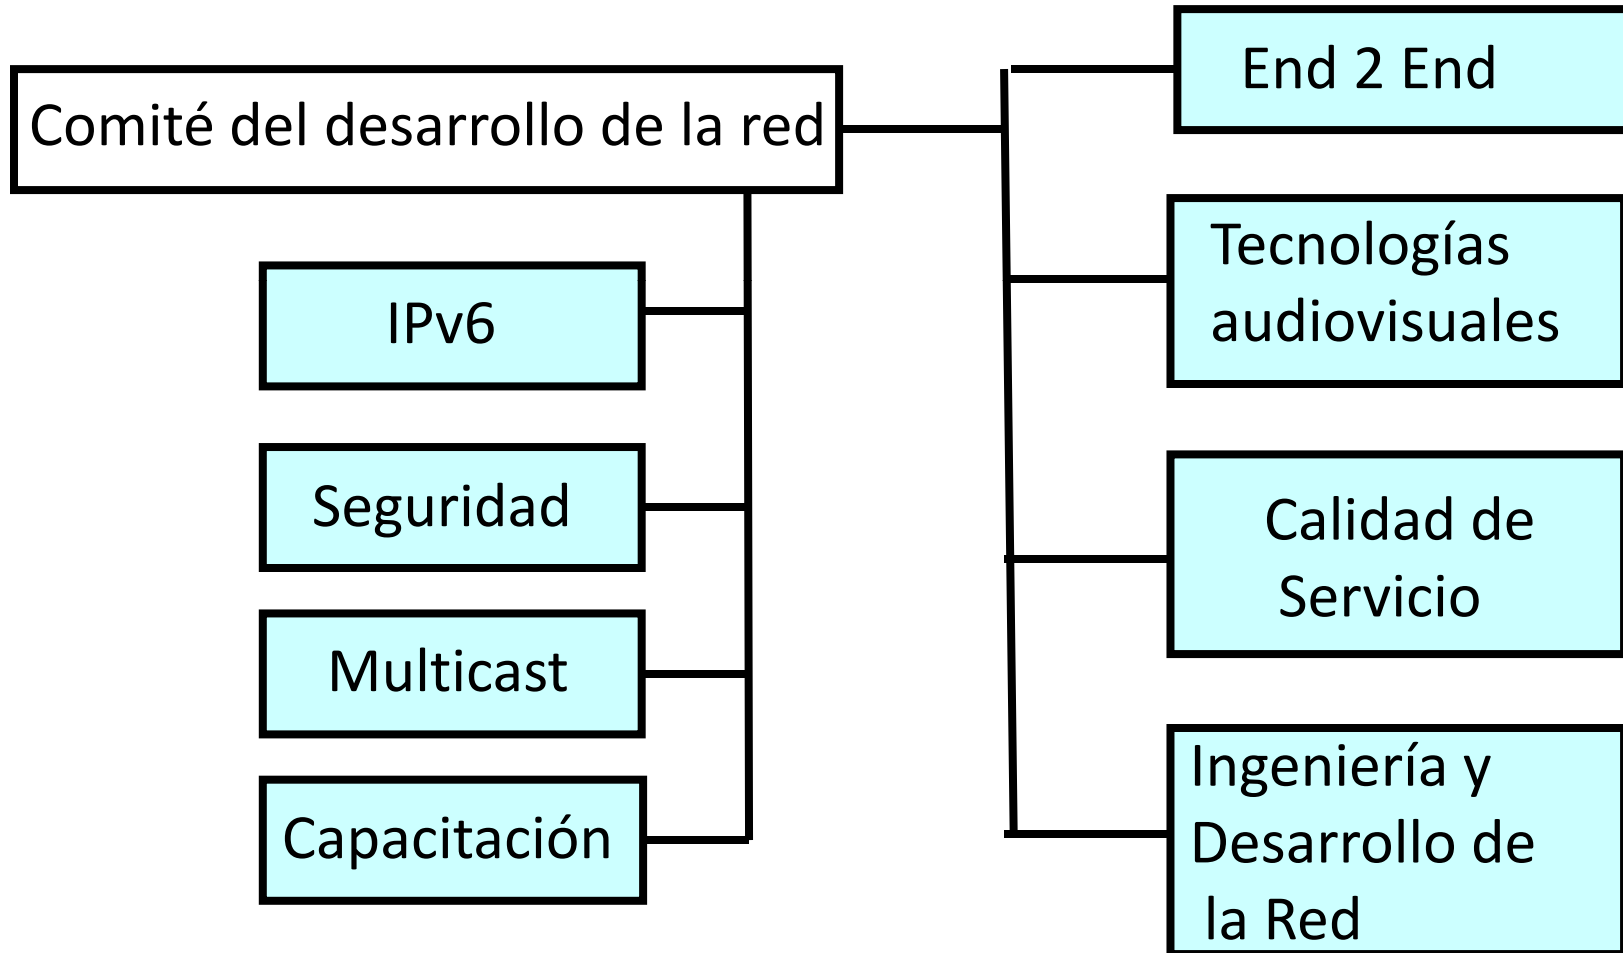 Comité del desarrollo de la red
IPv6
Seguridad
Multicast
Capacitación
End 2 End
Tecnologías
audiovisuales
Calidad de
Servicio
Ingeniería y
Desarrollo de
la Red